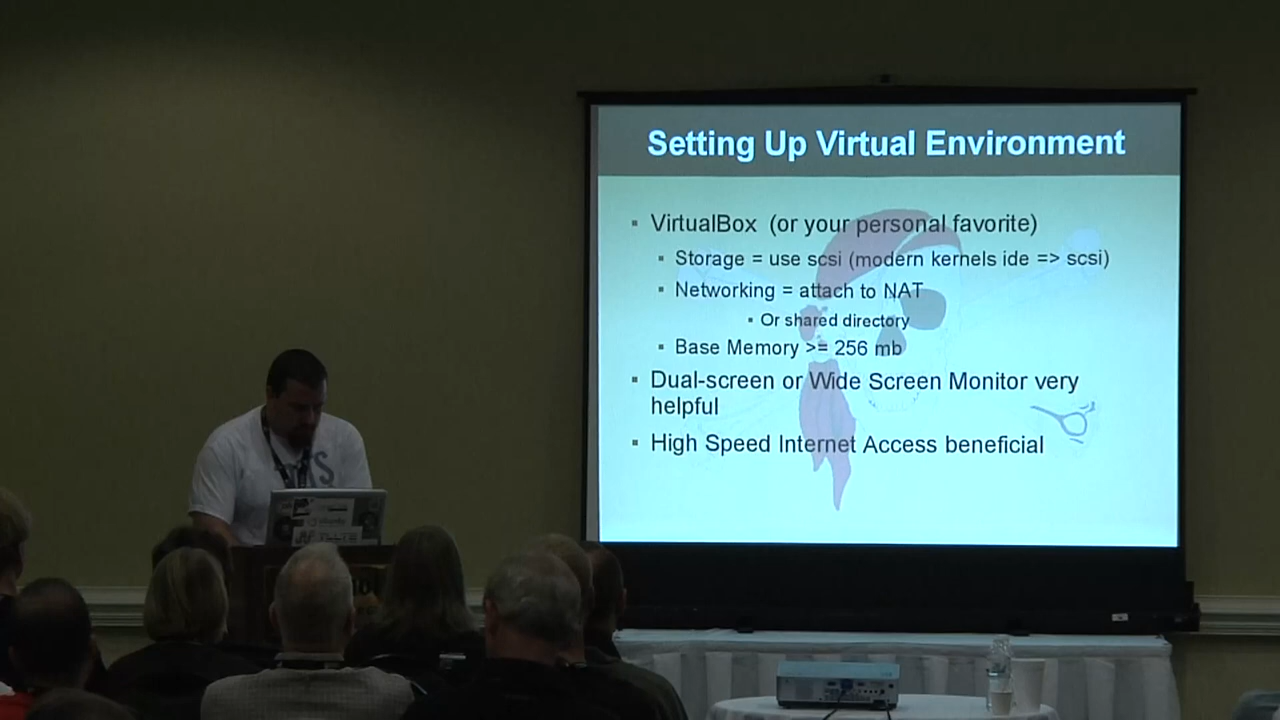 Setting Up Virtual Environment
VirtualBox (or your personal favorite)
Storage = use scsi (modern kernels ide => scsi)
Networking = attach to NAT
Or shared directory
Base Memory >= 256 mb
Dual-screen or Wide Screen Monitor very
helpful
High Speed Internet Access beneficial